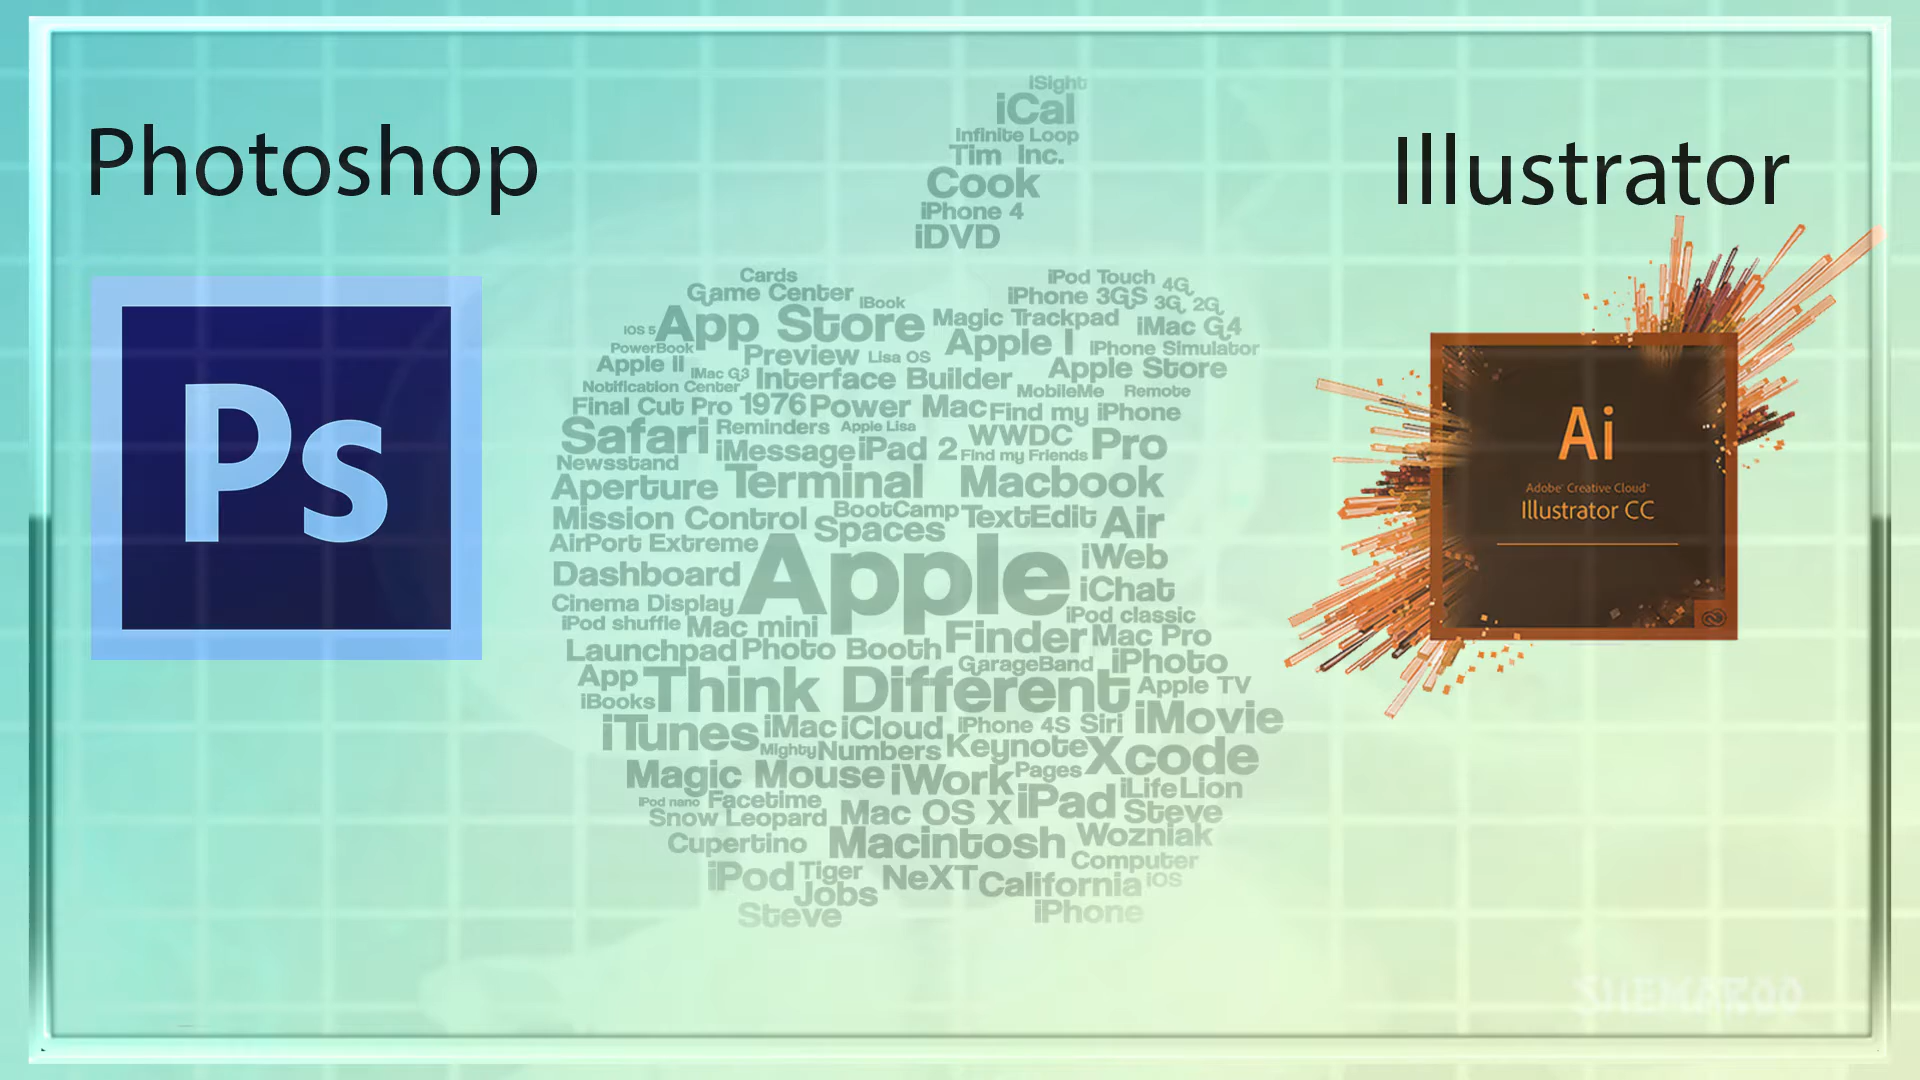 Photoshop
Illustrator
Ps
Ai
Adobe® Creative Cloud™
Illustrator CC
iSight
iCal
Infinite Loop
Tim Inc.
Cook
iPhone 4
iDVD
Cards
iPod Touch 4G
Game Center iBook iPhone 3GS 3G 2G
iOS 5 App Store Magic Trackpad iMac G4
PowerBook Preview Lisa OS Apple I iPhone Simulator
Apple II iMac G3 Interface Builder Apple Store
Notification Center MobileMe Remote
Final Cut Pro 1976 Power Mac Find my iPhone
Safari Reminders Apple Lisa WWDC Pro
iMessage iPad 2 Find my Friends
Newsstand
Aperture Terminal Macbook
Mission Control BootCamp Spaces TextEdit Air
AirPort Extreme Apple iWeb
Dashboard iChat
Cinema Display iPod classic
iPod shuffle Mac mini Finder Mac Pro
Launchpad Photo Booth GarageBand iPhoto
App Think Different Apple TV
iBooks
iTunes iMac iCloud iPhone 4S Siri iMovie
Mighty Numbers Keynote Xcode
Magic Mouse iWork Pages iLife Lion
iPod nano Facetime Mac OS X iPad Steve
Snow Leopard
Cupertino Macintosh Wozniak
Computer
iPod Tiger NeXT California iOS
Jobs
Steve iPhone
SHEMAROO